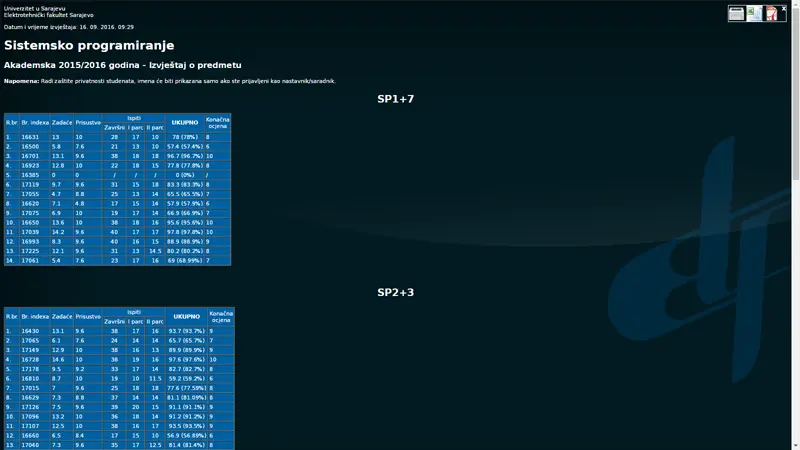 Univerzitet u Sarajevu
Elektrotehnički fakultet Sarajevo
Datum i vrijeme izvještaja: 16. 09. 2016. 09:29
Sistemsko programiranje
Akademska 2015/2016 godina - Izvještaj o predmetu
Napomena: Radi zaštite privatnosti studenata, imena će biti prikazana samo ako ste prijavljeni kao nastavnik/saradnik.
SP1+7
R.br. Br. indexa Zadaće Prisustvo Ispiti UKUPNO Konačna ocjena
Završni I parc II parc
1. 16631 13 10 28 17 10 78 (78%) 8
2. 16500 5.8 7.6 21 13 10 57.4 (57.4%) 6
3. 16701 13.1 9.6 38 18 18 96.7 (96.7%) 10
4. 16923 12.8 10 22 18 15 77.8 (77.8%) 8
5. 16385 0 0 / / / 0 (0%) /
6. 17119 9.7 9.6 31 15 18 83.3 (83.3%) 8
7. 17055 4.7 8.8 25 13 14 65.5 (65.5%) 7
8. 16620 7.1 4.8 17 15 14 57.9 (57.9%) 6
9. 17075 6.9 10 19 17 14 66.9 (66.9%) 7
10. 16650 13.6 10 38 18 16 95.6 (95.6%) 10
11. 17039 14.2 9.6 40 17 17 97.8 (97.8%) 10
12. 16993 8.3 9.6 40 16 15 88.9 (88.9%) 9
13. 17225 12.1 9.6 31 13 14.5 80.2 (80.2%) 8
14. 17061 5.4 7.6 23 17 16 69 (68.99%) 7
SP2+3
R.br. Br. indexa Zadaće Prisustvo Ispiti UKUPNO Konačna ocjena
Završni I parc II parc
1. 16430 13.1 9.6 38 17 16 93.7 (93.7%) 9
2. 17065 6.1 7.6 24 14 14 65.7 (65.7%) 7
3. 17149 12.9 10 38 16 13 89.9 (89.9%) 9
4. 16728 14.6 10 38 19 16 97.6 (97.6%) 10
5. 17178 9.5 9.2 33 17 14 82.7 (82.7%) 8
6. 16810 8.7 10 19 10 11.5 59.2 (59.2%) 6
7. 17015 7 9.6 25 18 18 77.6 (77.59%) 8
8. 16629 7.3 8.8 37 14 14 81.1 (81.09%) 8
9. 17126 7.5 9.6 39 20 15 91.1 (91.1%) 9
10. 17096 13.2 10 36 18 14 91.2 (91.2%) 9
11. 17107 12.5 10 38 16 17 93.5 (93.5%) 9
12. 16660 6.5 8.4 17 15 10 56.9 (56.89%) 6
13. 17040 7.3 9.6 35 17 12.5 81.4 (81.4%) 8